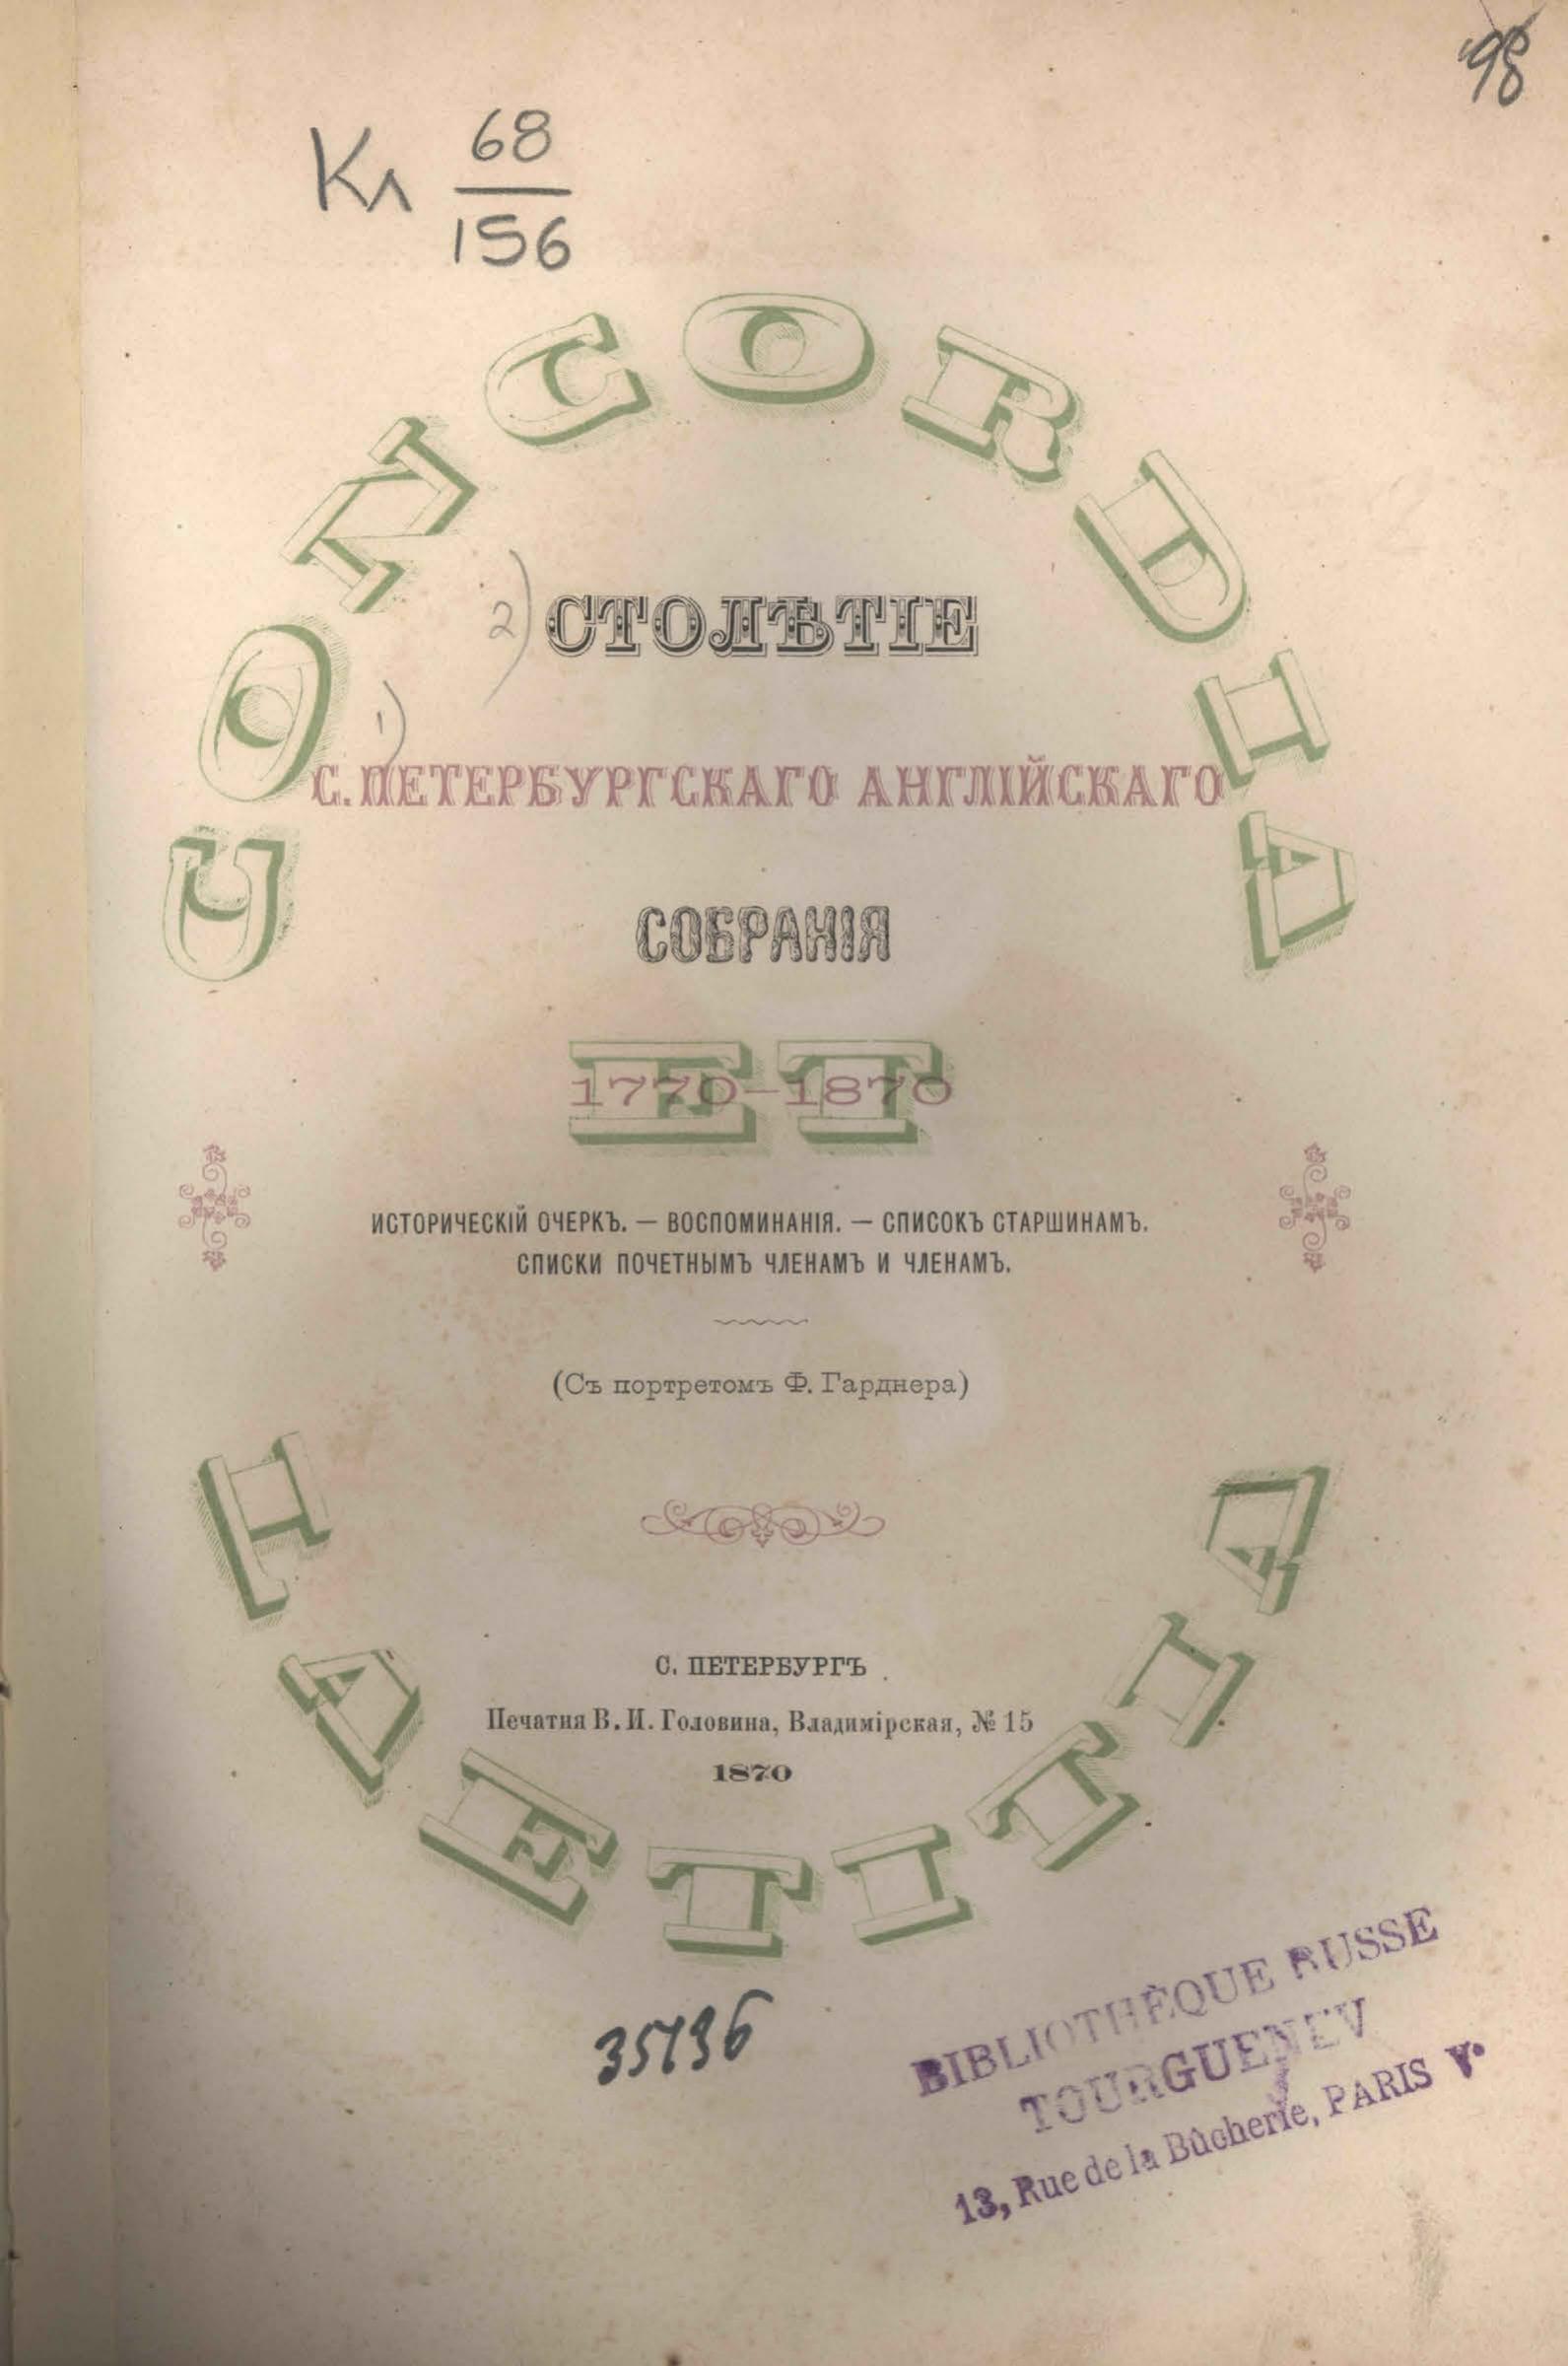 98
Кл 68
156
CONCORDIA
2) СТОЛѢТІЕ
1)
С. ПЕТЕРБУРГСКАГО АНГЛІЙСКАГО
СОБРАНІЯ
ET
1770—1870
ИСТОРИЧЕСКІЙ ОЧЕРКЪ. — ВОСПОМИНАНІЯ. — СПИСОКЪ СТАРШИНАМЪ.
СПИСКИ ПОЧЕТНЫМЪ ЧЛЕНАМЪ И ЧЛЕНАМЪ.
(Съ портретомъ Ф. Гарднера)
С. ПЕТЕРБУРГЪ
Печатня В. И. Головина, Владимірская, № 15
1870
LAETITIA
BIBLIOTHÈQUE RUSSE
TOURGUENEV
13, Rue de la Bûcherie, PARIS V.